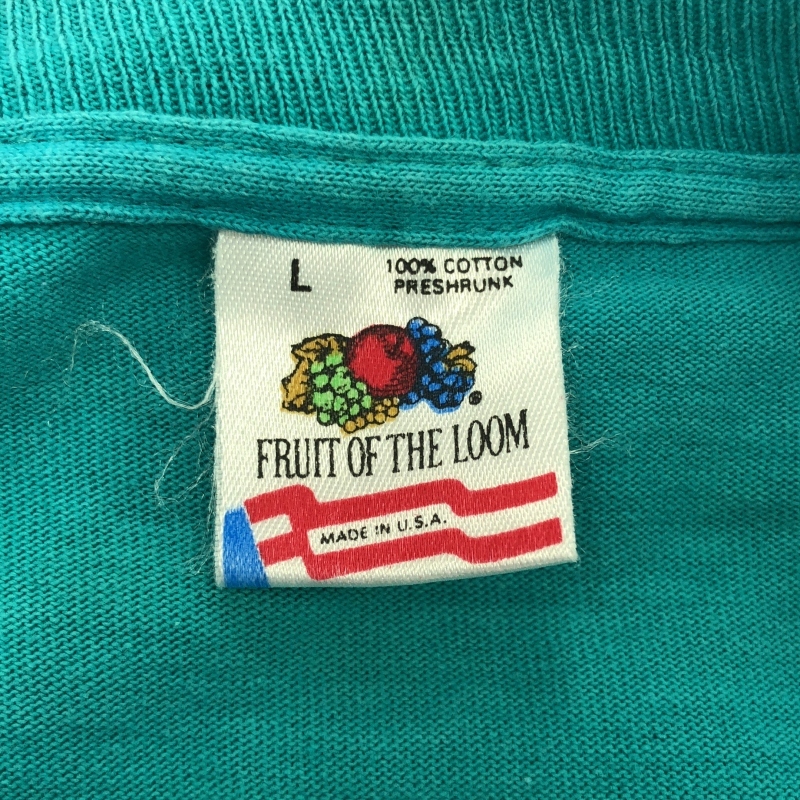 L
100% COTTON
PRESHRUNK
®
FRUIT OF THE LOOM
MADE IN U.S.A.